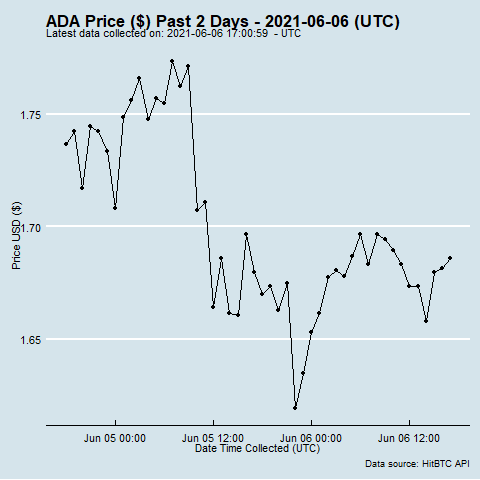 ADA Price ($) Past 2 Days - 2021-06-06 (UTC)
Latest data collected on: 2021-06-06 17:00:59 - UTC
1.75
1.70
1.65
Price USD ($)
Jun 05 00:00 Jun 05 12:00 Jun 06 00:00 Jun 06 12:00
Date Time Collected (UTC)
Data source: HitBTC API